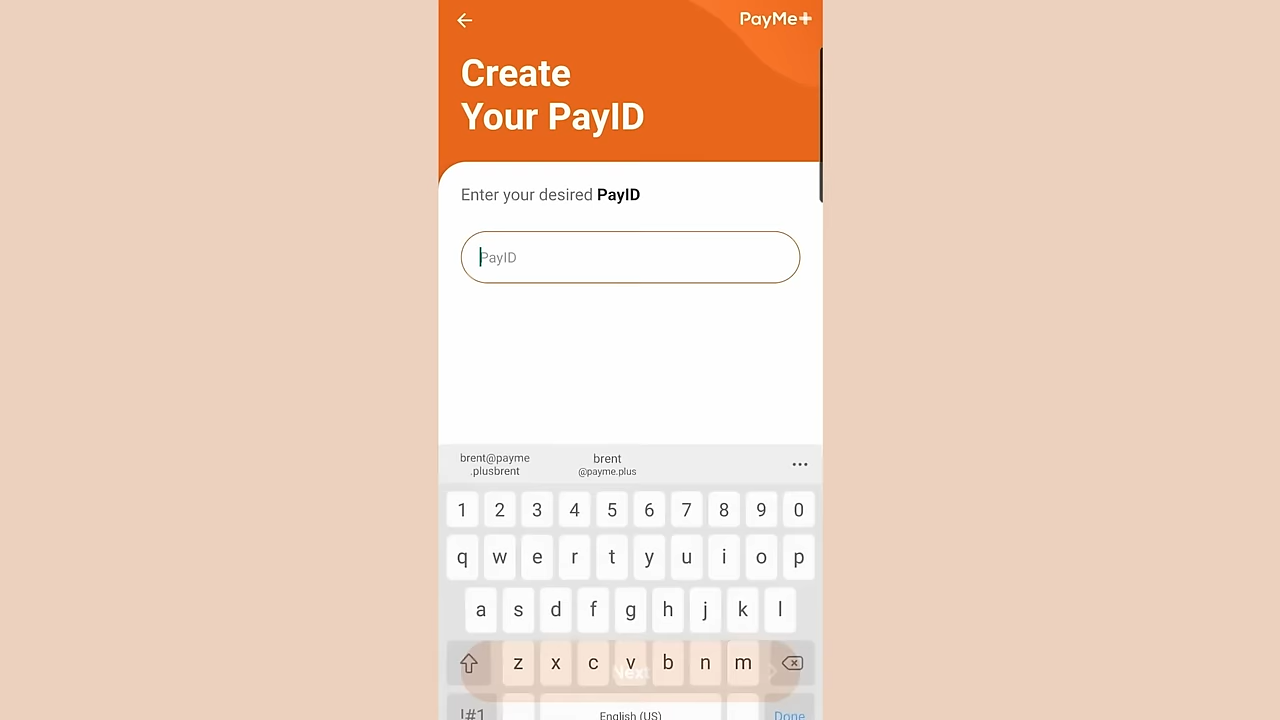 PayMe+
Create
Your PayID
Enter your desired PayID
PayID
brent@payme
.plusbrent
brent
@payme.plus
1 2 3 4 5 6 7 8 9 0
q w e r t y u i o p
a s d f g h j k l
z x c v b n m
Next
!#1 English (US) Done